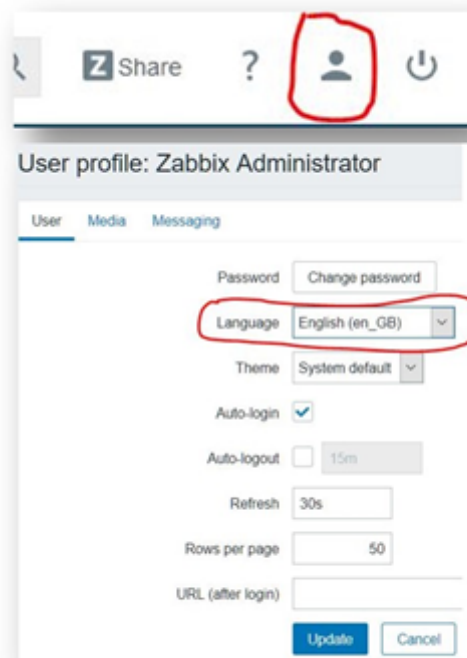 Z Share ?
User profile: Zabbix Administrator
User Media Messaging
Password Change password
Language English (en_GB)
Theme System default
Auto-login
Auto-logout 15m
Refresh 30s
Rows per page 50
URL (after login)
Update Cancel